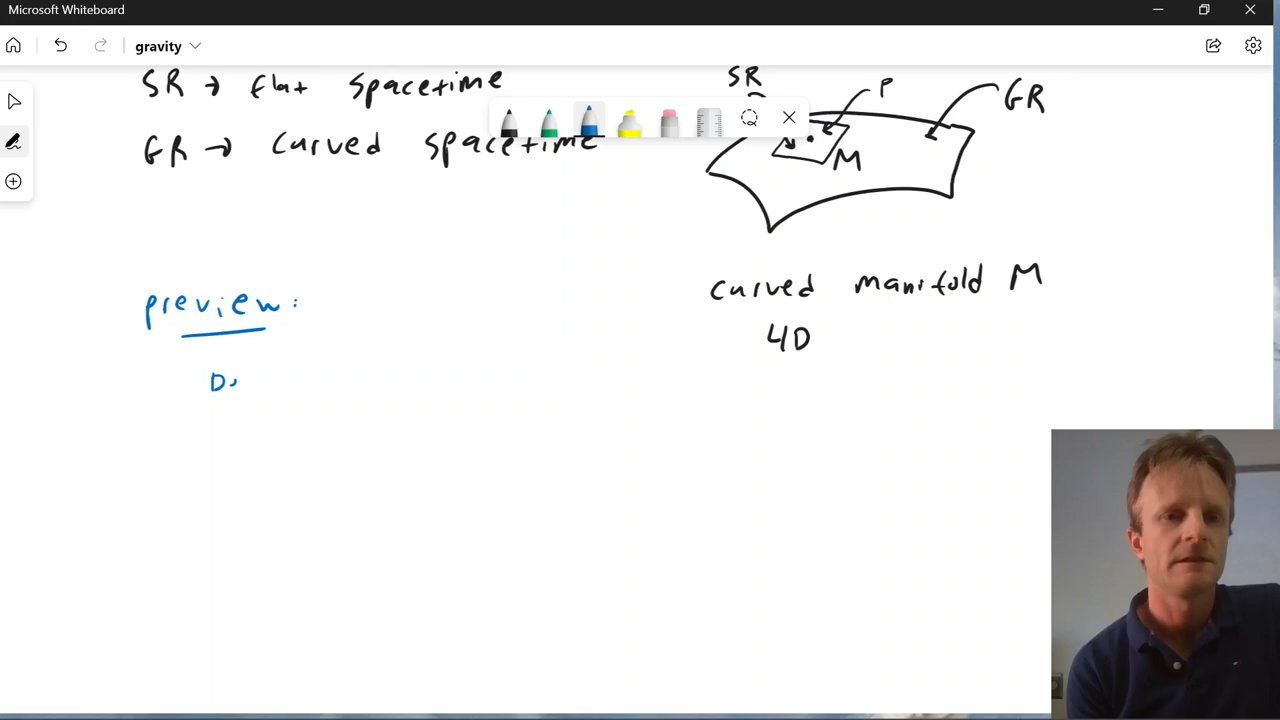 Microsoft Whiteboard
gravity
SR → flat spacetime
GR → curved spacetime
SR
P
GR
M
curved manifold M
4D
preview:
D